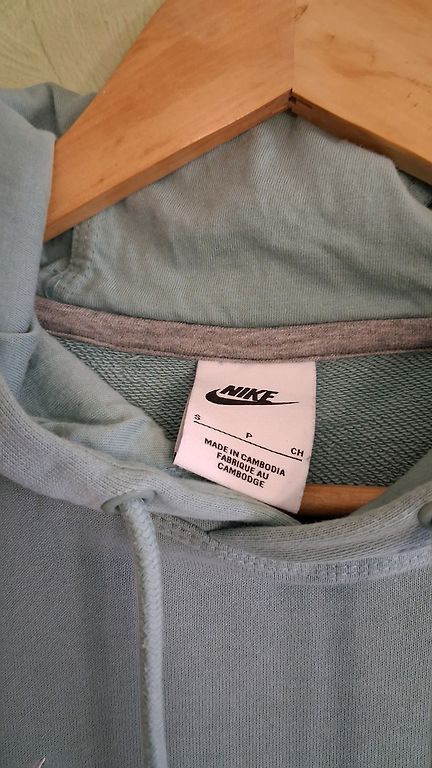 NIKE
S P CH
MADE IN CAMBODIA
FABRIQUE AU
CAMBODGE